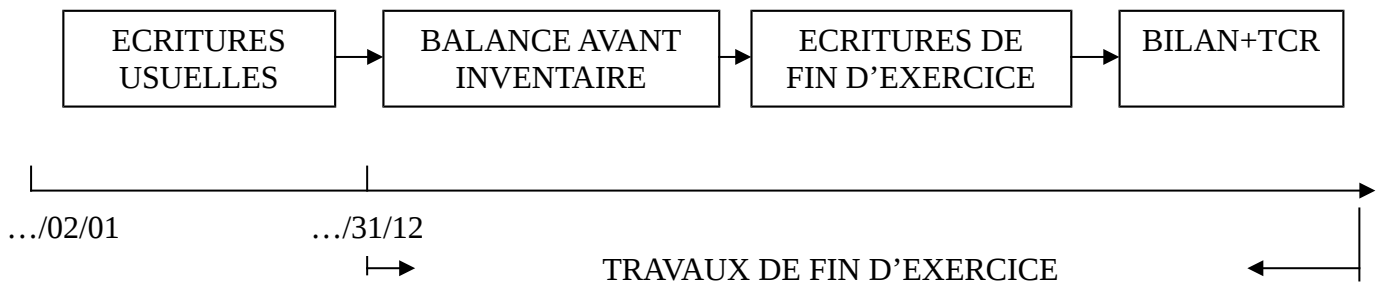 ECRITURES
USUELLES
BALANCE AVANT
INVENTAIRE
ECRITURES DE
FIN D’EXERCICE
BILAN+TCR
…/02/01
…/31/12
TRAVAUX DE FIN D’EXERCICE